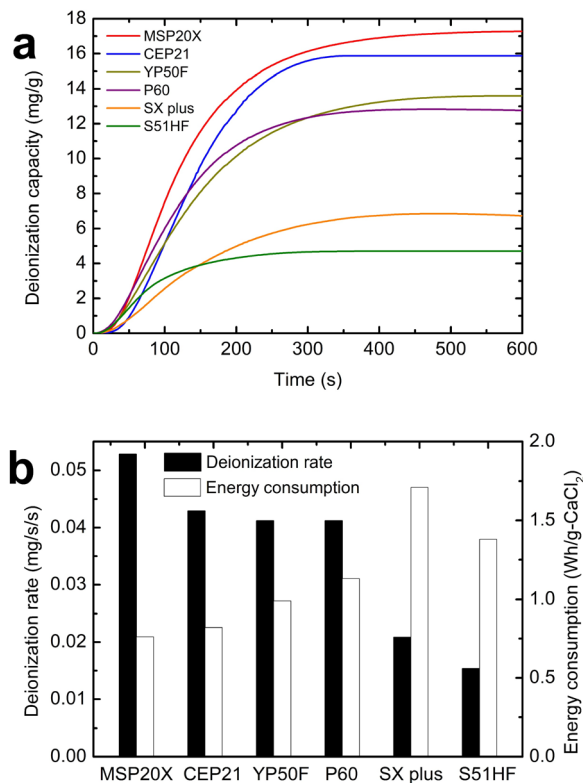 a
Deionization capacity (mg/g)
18
16
14
12
10
8
6
4
2
0
MSP20X
CEP21
YP50F
P60
SX plus
S51HF
0 100 200 300 400 500 600
Time (s)
b
Deionization rate (mg/s/s)
0.05
0.04
0.03
0.02
0.01
0.00
Deionization rate
Energy consumption
2.0
1.5
1.0
0.5
0.0
Energy consumption (Wh/g-CaCl₂)
MSP20X CEP21 YP50F P60 SX plus S51HF